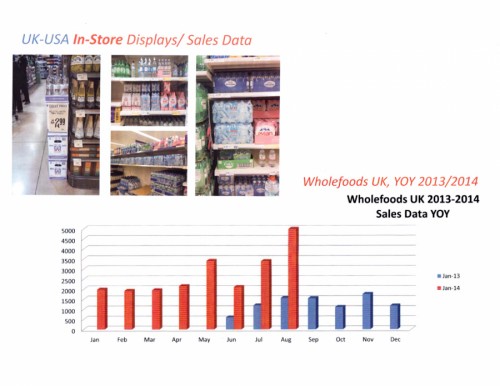 UK-USA In-Store Displays/ Sales Data
2.99
Wholefoods UK, YOY 2013/2014
Wholefoods UK 2013-2014
Sales Data YOY
5000
4500
4000
3500
3000
2500
2000
1500
1000
500
0
Jan Feb Mar Apr May Jun Jul Aug Sep Oct Nov Dec
Jan-13
Jan-14